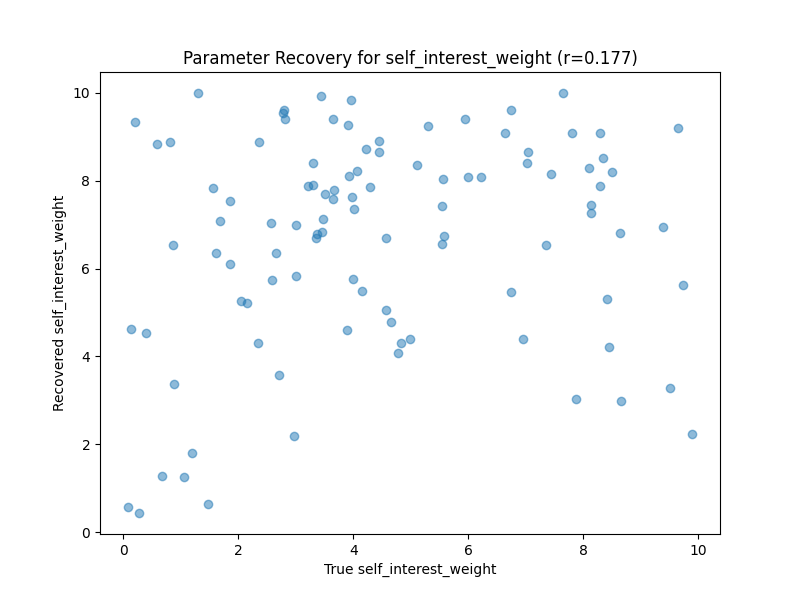 Parameter Recovery for self_interest_weight (r=0.177)
Recovered self_interest_weight
10
8
6
4
2
0
0 2 4 6 8 10
True self_interest_weight